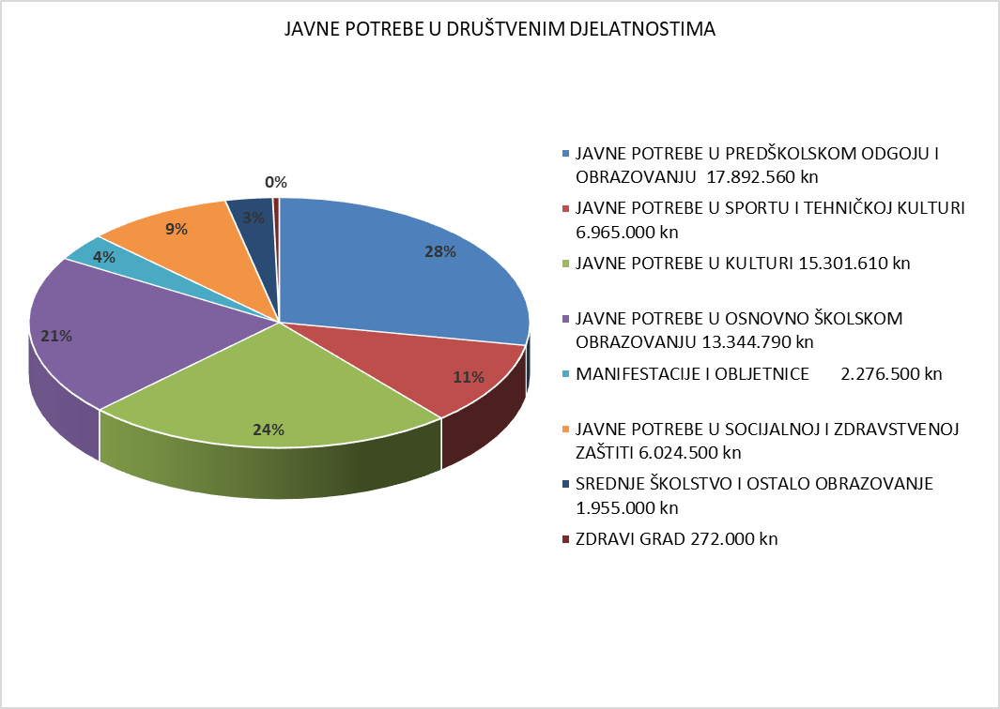 JAVNE POTREBE U DRUŠTVENIM DJELATNOSTIMA
0%
3%
9%
4%
28%
21%
11%
24%
JAVNE POTREBE U PREDŠKOLSKOM ODGOJU I
OBRAZOVANJU 17.892.560 kn
JAVNE POTREBE U SPORTU I TEHNIČKOJ KULTURI
6.965.000 kn
JAVNE POTREBE U KULTURI 15.301.610 kn
JAVNE POTREBE U OSNOVNO ŠKOLSKOM
OBRAZOVANJU 13.344.790 kn
MANIFESTACIJE I OBLJETNICE 2.276.500 kn
JAVNE POTREBE U SOCIJALNOJ I ZDRAVSTVENOJ
ZAŠTITI 6.024.500 kn
SREDNJE ŠKOLSTVO I OSTALO OBRAZOVANJE
1.955.000 kn
ZDRAVI GRAD 272.000 kn